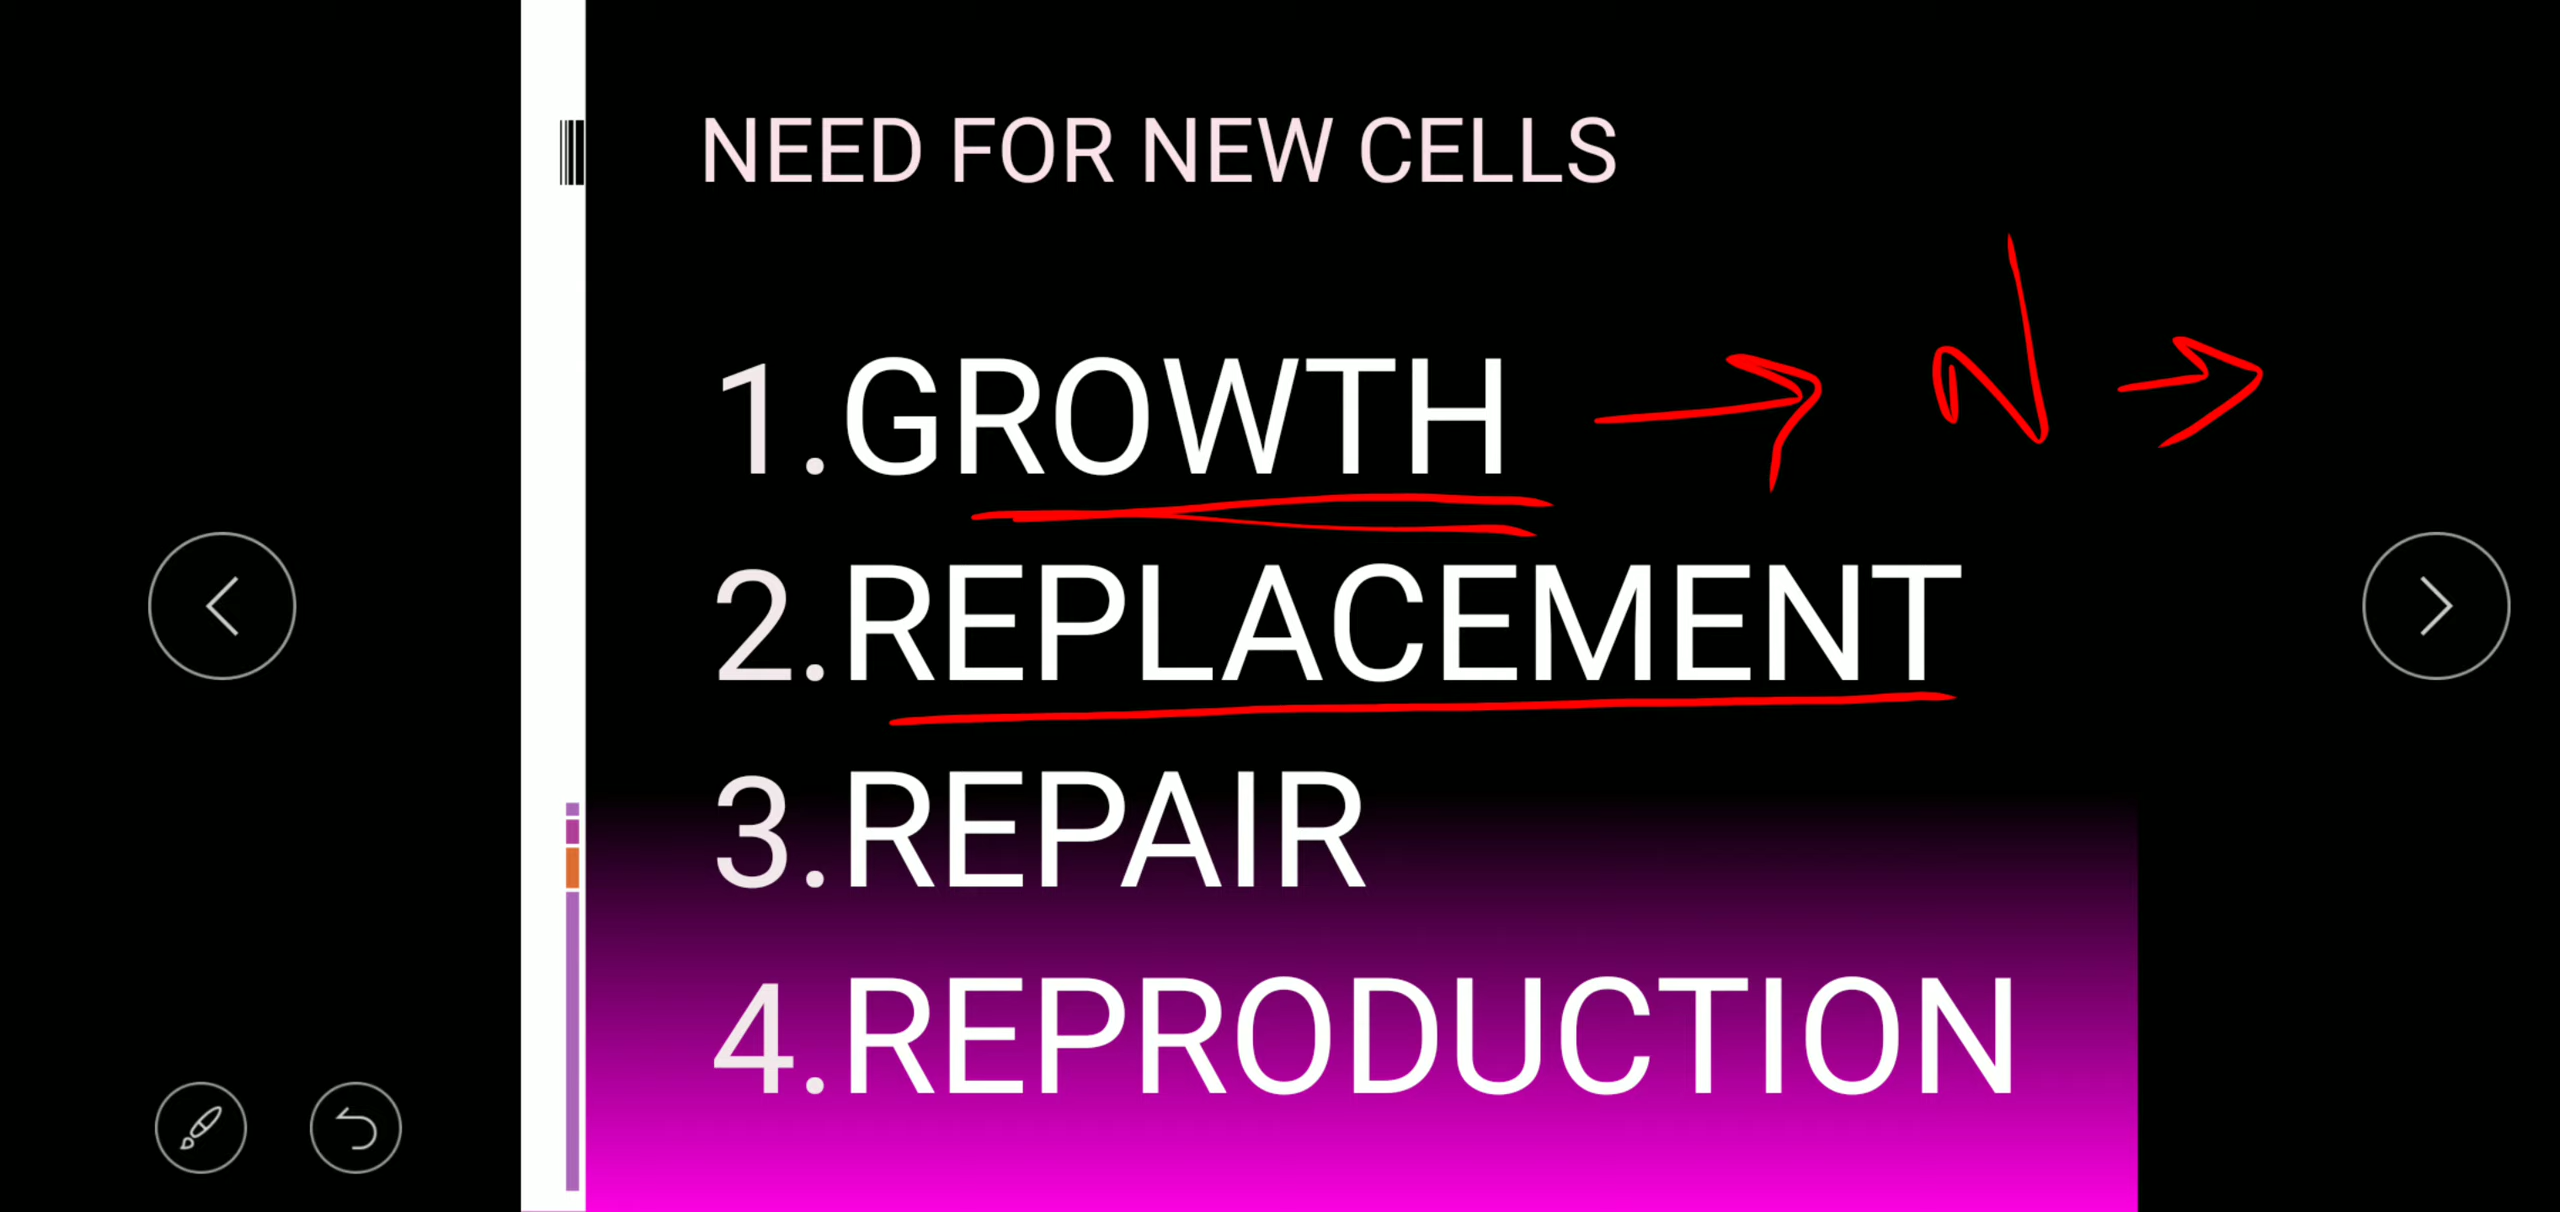 NEED FOR NEW CELLS
1.GROWTH → N →
2.REPLACEMENT
3.REPAIR
4.REPRODUCTION